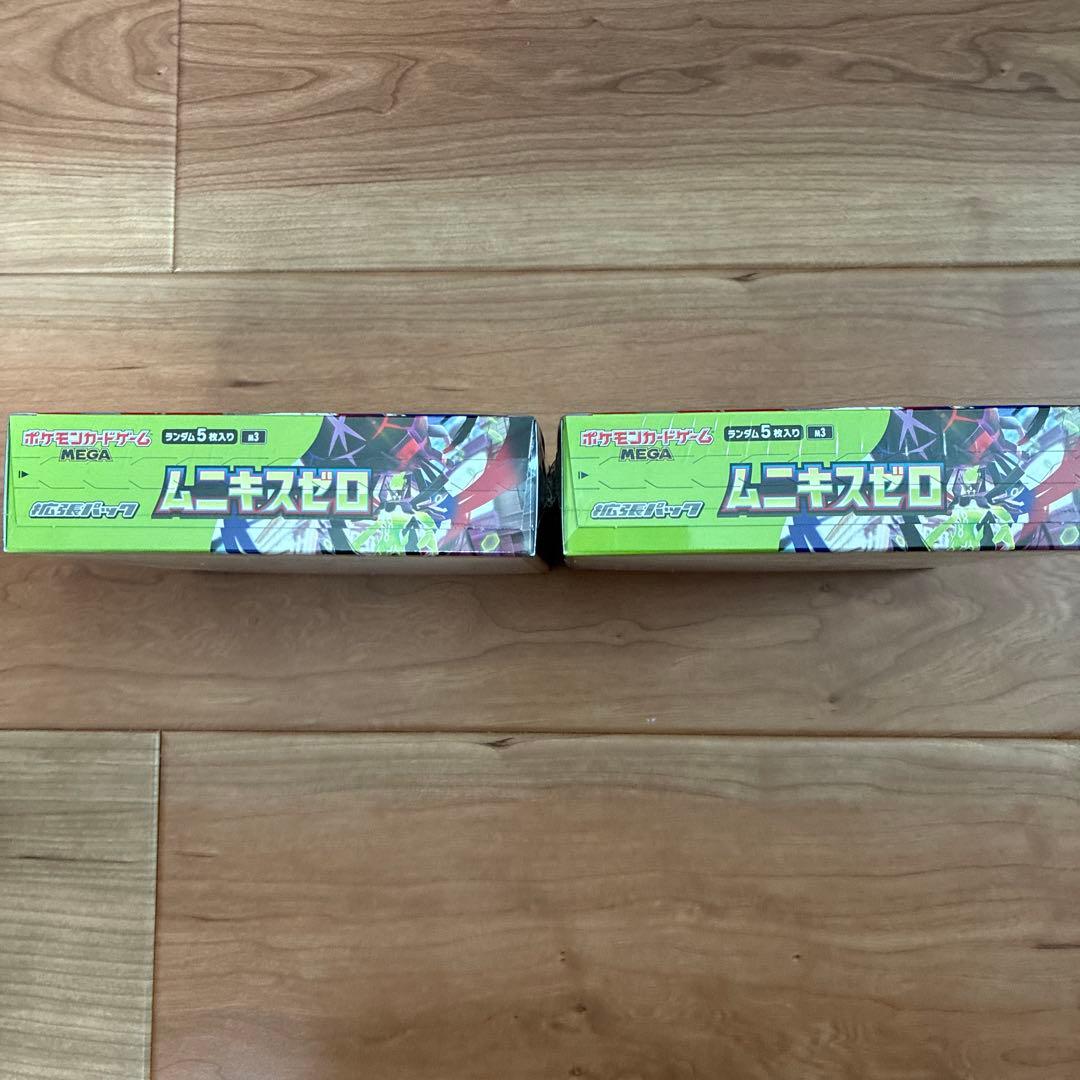 ポケモンカードゲーム
MEGA
ランダム5枚入り M3
ムニキスゼロ
拡張パック
ポケモンカードゲーム
MEGA
ランダム5枚入り M3
ムニキスゼロ
拡張パック